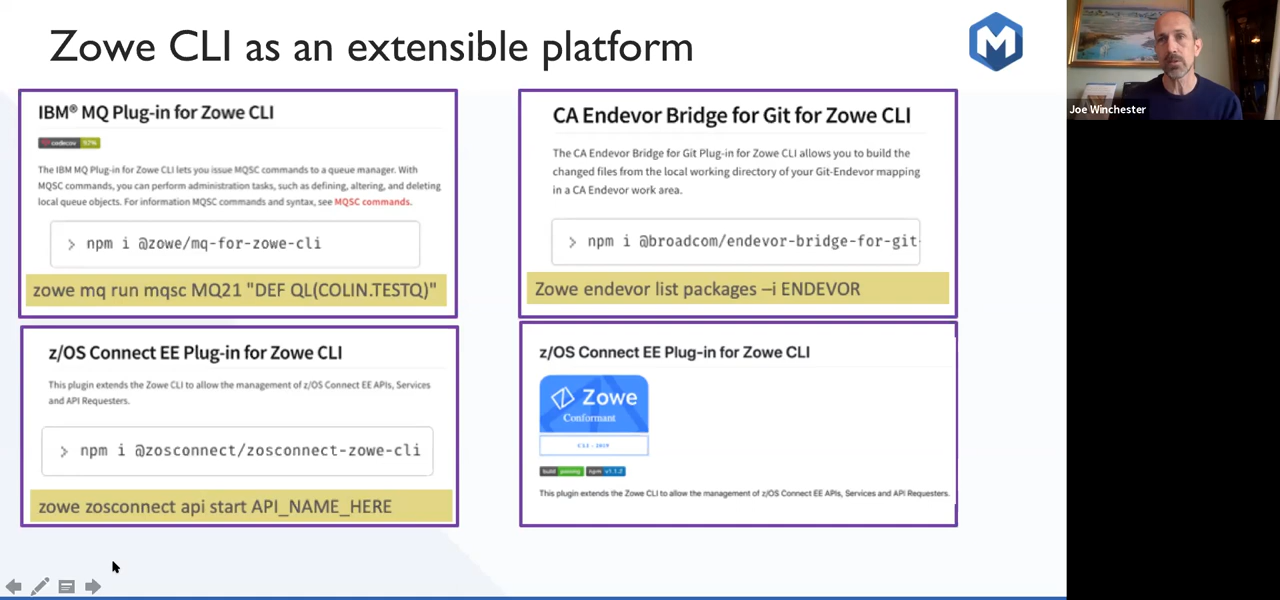 Zowe CLI as an extensible platform
M
Joe Winchester
IBM® MQ Plug-in for Zowe CLI
codecov 97%
The IBM MQ Plug-in for Zowe CLI lets you issue MQSC commands to a queue manager. With
MQSC commands, you can perform administration tasks, such as defining, altering, and deleting
local queue objects. For information MQSC commands and syntax, see MQSC commands.
> npm i @zowe/mq-for-zowe-cli
zowe mq run mqsc MQ21 "DEF QL(COLIN.TESTQ)"
CA Endevor Bridge for Git for Zowe CLI
The CA Endevor Bridge for Git Plug-in for Zowe CLI allows you to build the
changed files from the local working directory of your Git-Endevor mapping
in a CA Endevor work area.
> npm i @broadcom/endevor-bridge-for-git-
Zowe endevor list packages –i ENDEVOR
z/OS Connect EE Plug-in for Zowe CLI
This plugin extends the Zowe CLI to allow the management of z/OS Connect EE APIs, Services
and API Requesters.
> npm i @zosconnect/zosconnect-zowe-cli
zowe zosconnect api start API_NAME_HERE
z/OS Connect EE Plug-in for Zowe CLI
Zowe
Conformant
CLI - 2019
build passing npm v1.1.2
This plugin extends the Zowe CLI to allow the management of z/OS Connect EE APIs, Services and API Requesters.